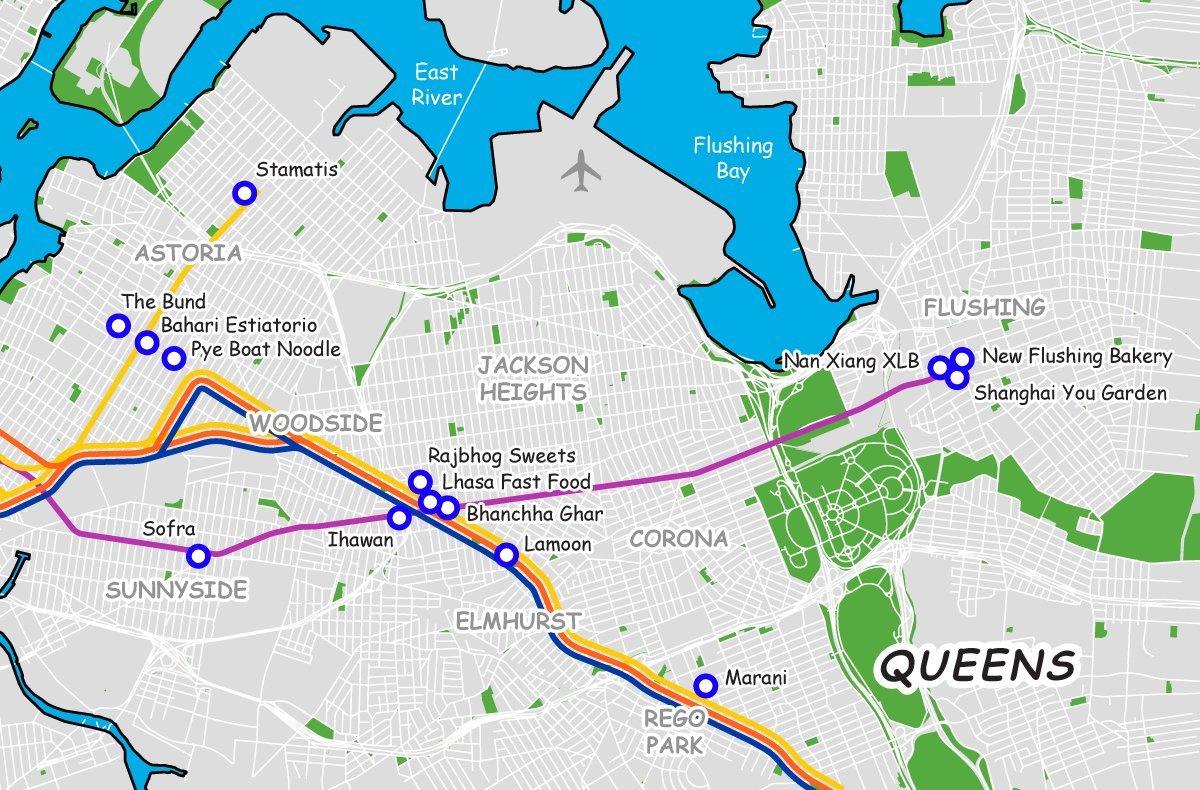 East
River
Flushing
Bay
Stamatis
ASTORIA
The Bund
Bahari Estiatorio
Pye Boat Noodle
FLUSHING
Nan Xiang XLB
New Flushing Bakery
Shanghai You Garden
JACKSON
HEIGHTS
WOODSIDE
Rajbhog Sweets
Lhasa Fast Food
Bhanchha Ghar
Sofra
Ihawan
Lamoon
CORONA
SUNNYSIDE
ELMHURST
QUEENS
Marani
REGO
PARK